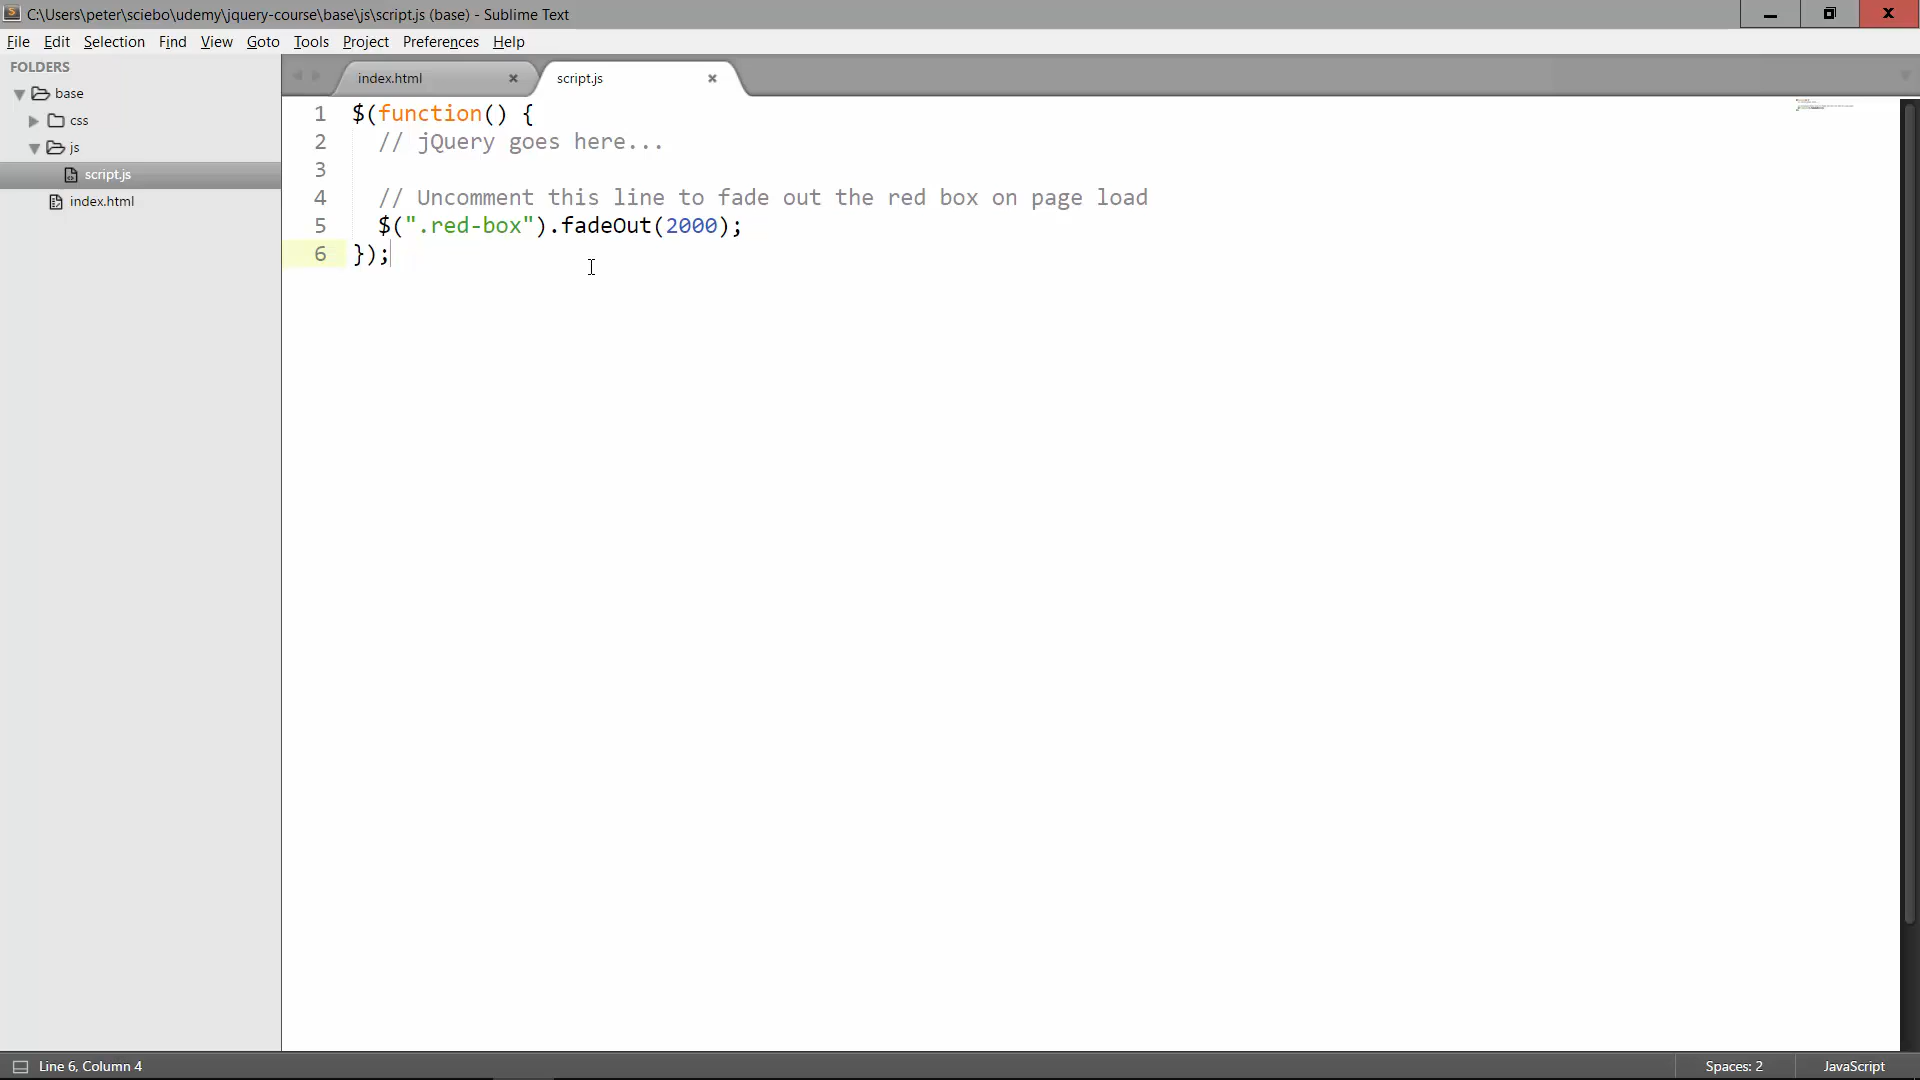 C:\Users\peter\sciebo\udemy\jquery-course\base\js\script.js (base) - Sublime Text
File Edit Selection Find View Goto Tools Project Preferences Help
FOLDERS
base
css
js
script.js
index.html
index.html script.js
1 $(function() {
2 // jQuery goes here...
3
4 // Uncomment this line to fade out the red box on page load
5 $(".red-box").fadeOut(2000);
6 });
Line 6, Column 4 Spaces: 2 JavaScript